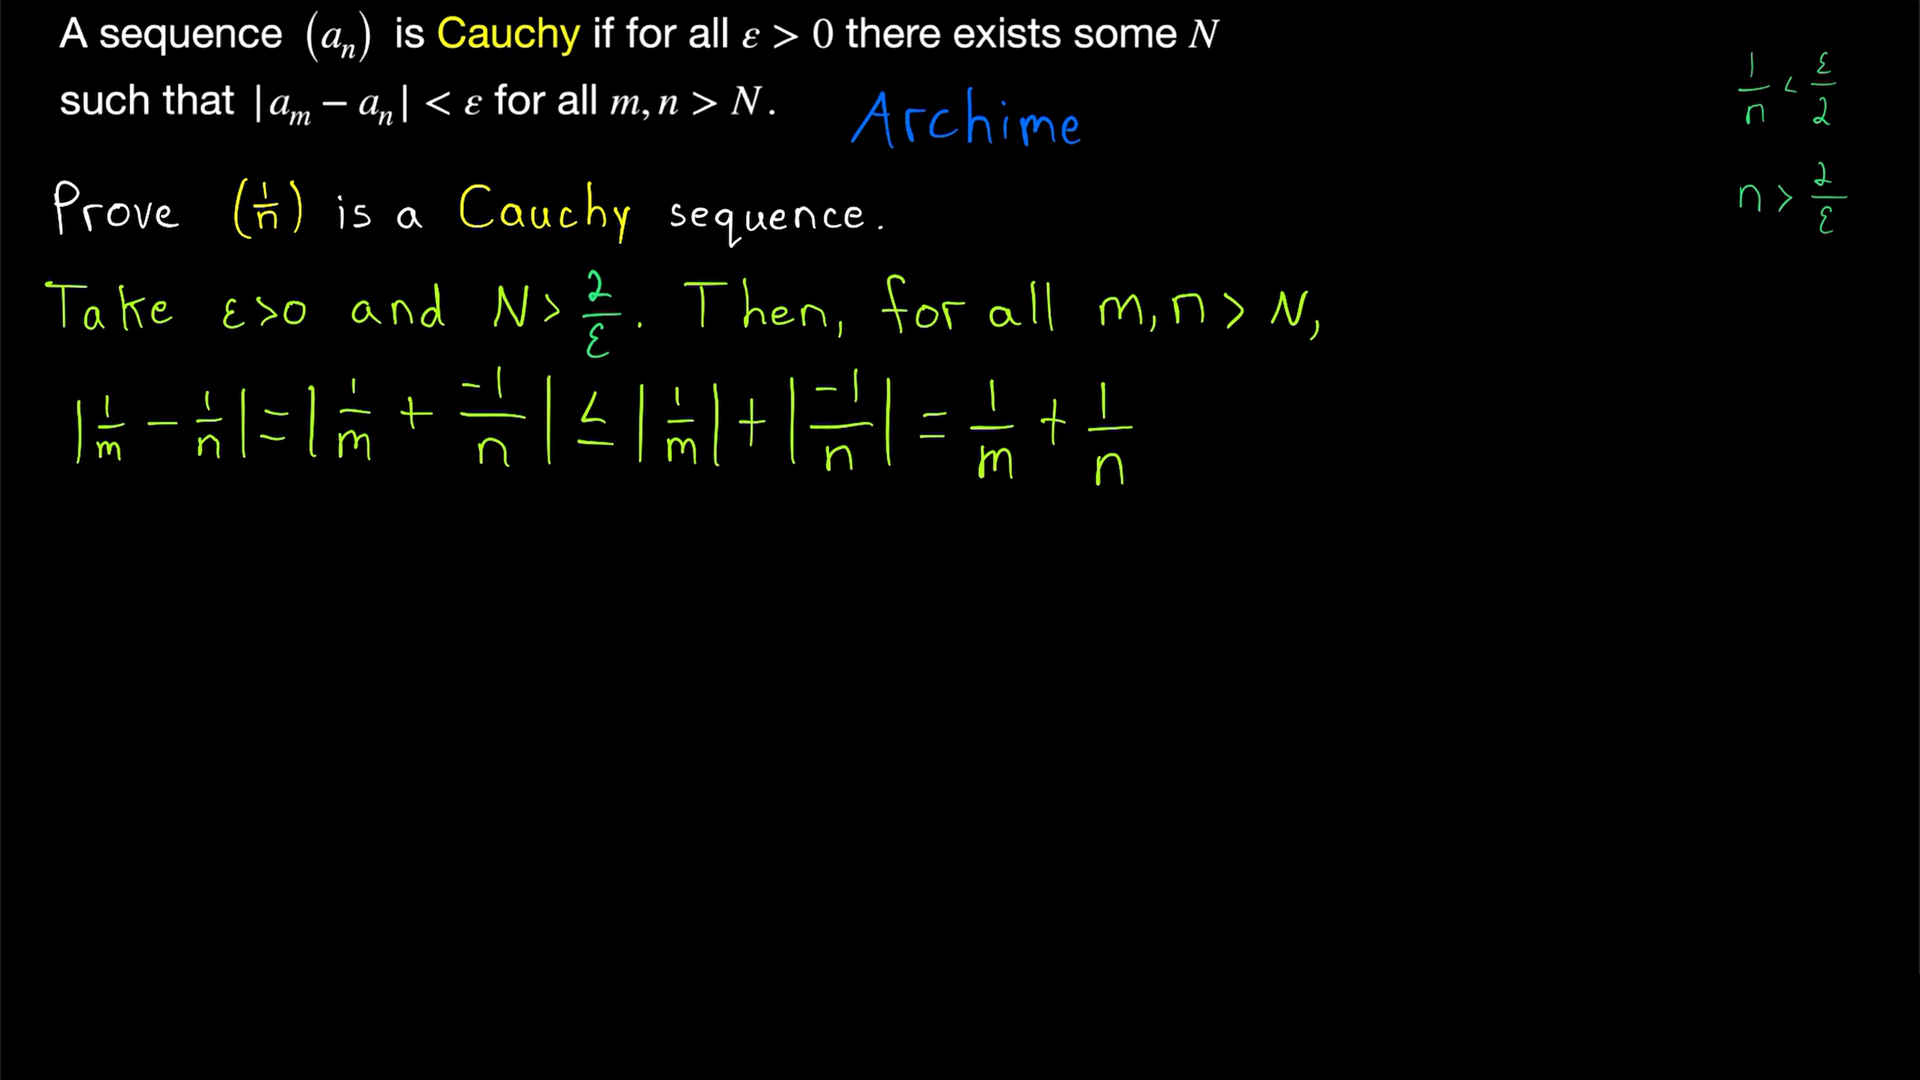 A sequence (aₙ) is Cauchy if for all ε > 0 there exists some N
such that |aₘ − aₙ| < ε for all m, n > N.
Archime
1/n < ε/2
n > 2/ε
Prove (1/n) is a Cauchy sequence.
Take ε>0 and N > 2/ε. Then, for all m, n > N,
|1/m − 1/n| = |1/m + −1/n| ≤ |1/m| + |−1/n| = 1/m + 1/n